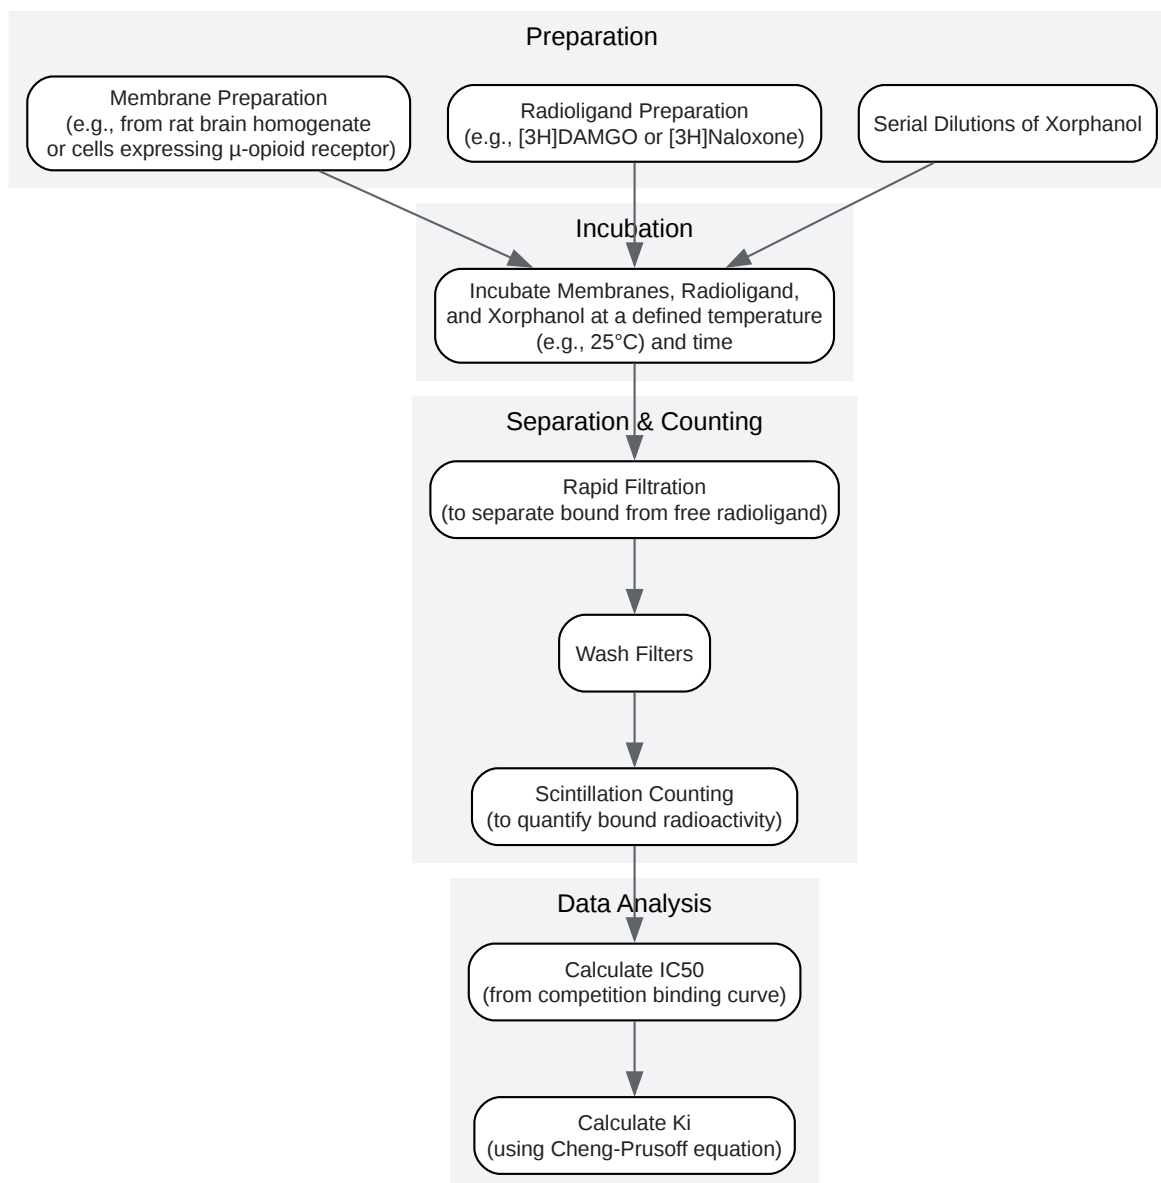 Preparation
Membrane Preparation
(e.g., from rat brain homogenate
or cells expressing µ-opioid receptor)
Radioligand Preparation
(e.g., [3H]DAMGO or [3H]Naloxone)
Serial Dilutions of Xorphanol
Incubation
Incubate Membranes, Radioligand,
and Xorphanol at a defined temperature
(e.g., 25°C) and time
Separation & Counting
Rapid Filtration
(to separate bound from free radioligand)
Wash Filters
Scintillation Counting
(to quantify bound radioactivity)
Data Analysis
Calculate IC50
(from competition binding curve)
Calculate Ki
(using Cheng-Prusoff equation)